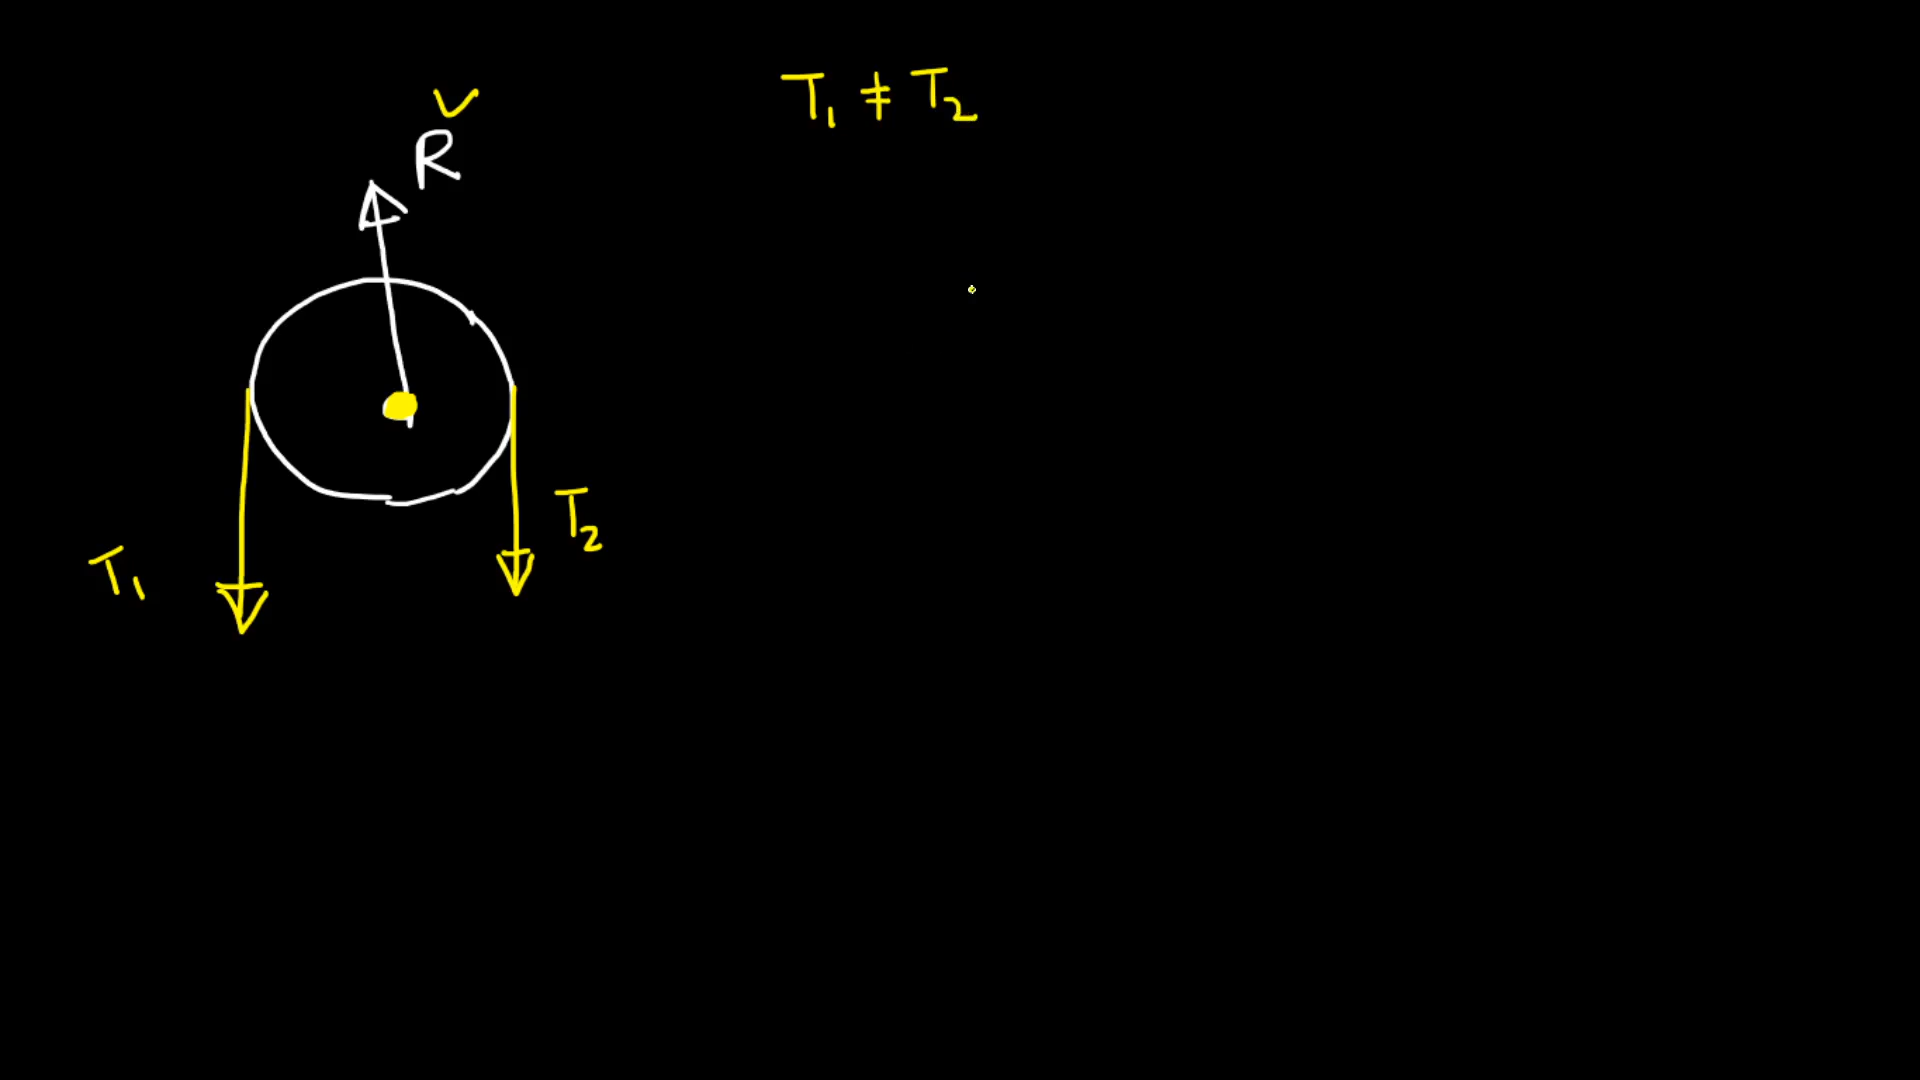 T₁ ≠ T₂
R
T₂
T₁